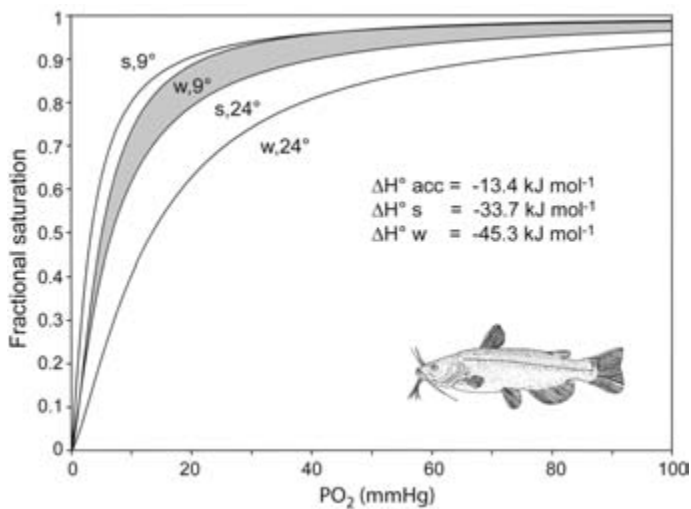 1
0.9
0.8
0.7
0.6
0.5
0.4
0.3
0.2
0.1
0
Fractional saturation
s,9°
w,9°
s,24°
w,24°
ΔH° acc = -13.4 kJ mol⁻¹
ΔH° s = -33.7 kJ mol⁻¹
ΔH° w = -45.3 kJ mol⁻¹
0 20 40 60 80 100
PO₂ (mmHg)